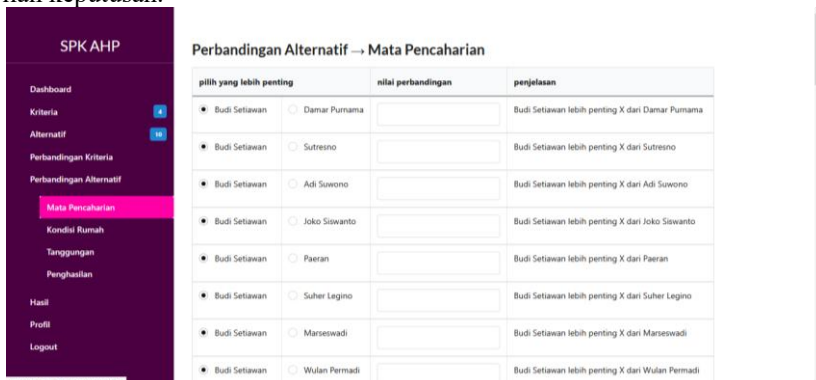 SPK AHP
Dashboard
Kriteria 4
Alternatif 10
Perbandingan Kriteria
Perbandingan Alternatif
Mata Pencaharian
Kondisi Rumah
Tanggungan
Penghasilan
Hasil
Profil
Logout
Perbandingan Alternatif → Mata Pencaharian
pilih yang lebih penting nilai perbandingan penjelasan
Budi Setiawan Damar Purnama Budi Setiawan lebih penting X dari Damar Purnama
Budi Setiawan Sutresno Budi Setiawan lebih penting X dari Sutresno
Budi Setiawan Adi Suwono Budi Setiawan lebih penting X dari Adi Suwono
Budi Setiawan Joko Siswanto Budi Setiawan lebih penting X dari Joko Siswanto
Budi Setiawan Paeran Budi Setiawan lebih penting X dari Paeran
Budi Setiawan Suher Legino Budi Setiawan lebih penting X dari Suher Legino
Budi Setiawan Marseswadi Budi Setiawan lebih penting X dari Marseswadi
Budi Setiawan Wulan Permadi Budi Setiawan lebih penting X dari Wulan Permadi